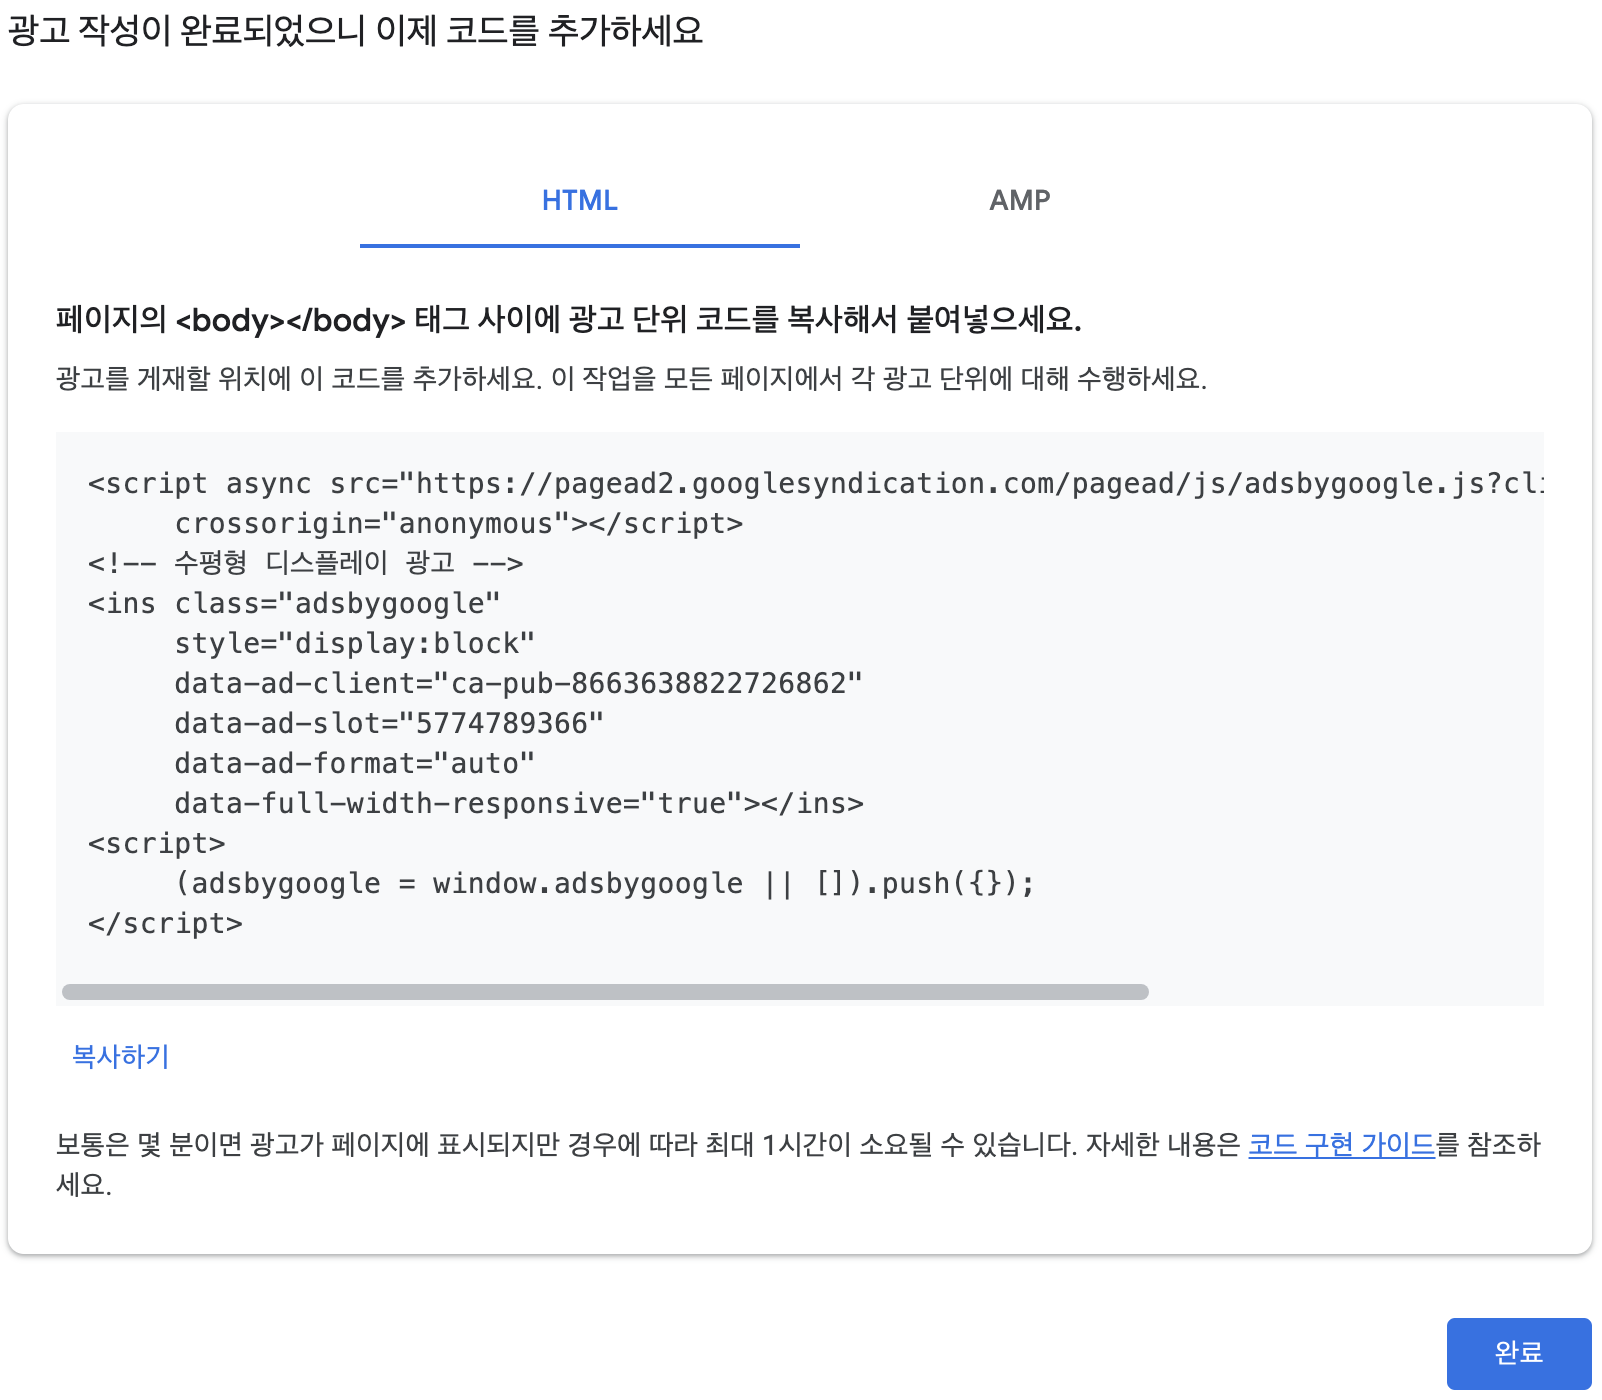 광고 작성이 완료되었으니 이제 코드를 추가하세요
HTML
AMP
페이지의 <body></body> 태그 사이에 광고 단위 코드를 복사해서 붙여넣으세요.
광고를 게재할 위치에 이 코드를 추가하세요. 이 작업을 모든 페이지에서 각 광고 단위에 대해 수행하세요.
<script async src="https://pagead2.googlesyndication.com/pagead/js/adsbygoogle.js?cli
crossorigin="anonymous"></script>
<!-- 수평형 디스플레이 광고 -->
<ins class="adsbygoogle"
style="display:block"
data-ad-client="ca-pub-8663638822726862"
data-ad-slot="5774789366"
data-ad-format="auto"
data-full-width-responsive="true"></ins>
<script>
(adsbygoogle = window.adsbygoogle || []).push({});
</script>
복사하기
보통은 몇 분이면 광고가 페이지에 표시되지만 경우에 따라 최대 1시간이 소요될 수 있습니다. 자세한 내용은 코드 구현 가이드를 참조하
세요.
완료